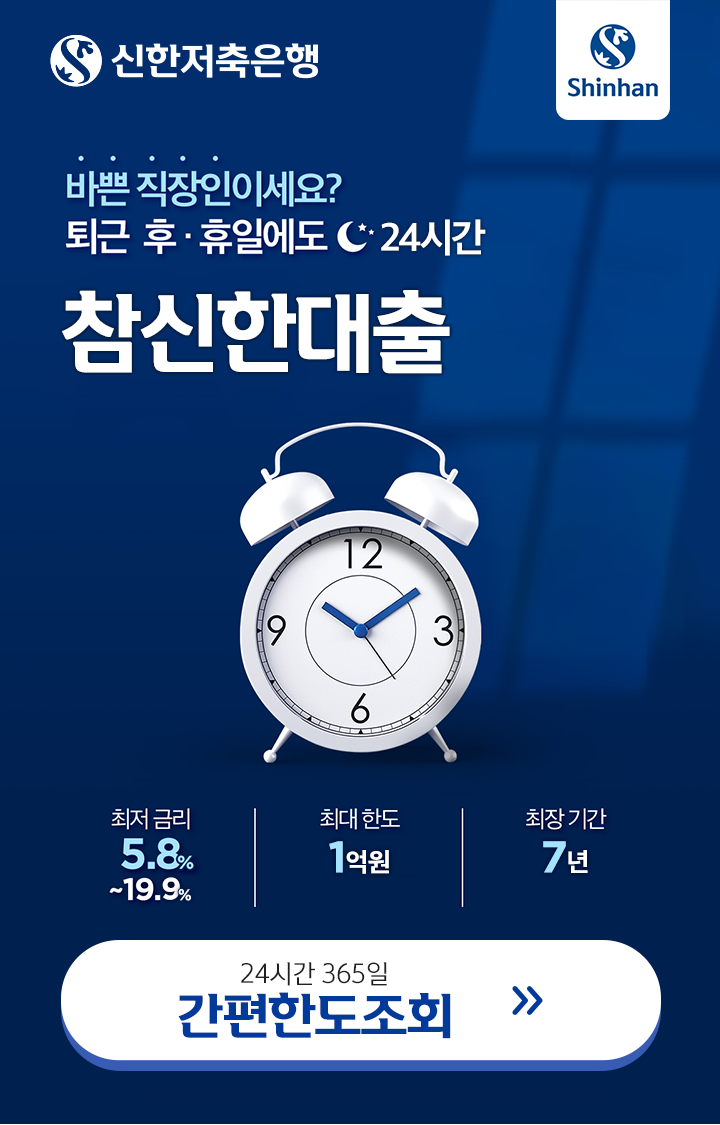 신한저축은행
Shinhan
바쁜 직장인이세요?
퇴근 후 · 휴일에도 24시간
참신한대출
12
9
3
6
최저 금리
5.8%
~19.9%
최대 한도
1억원
최장 기간
7년
24시간 365일
간편한도조회